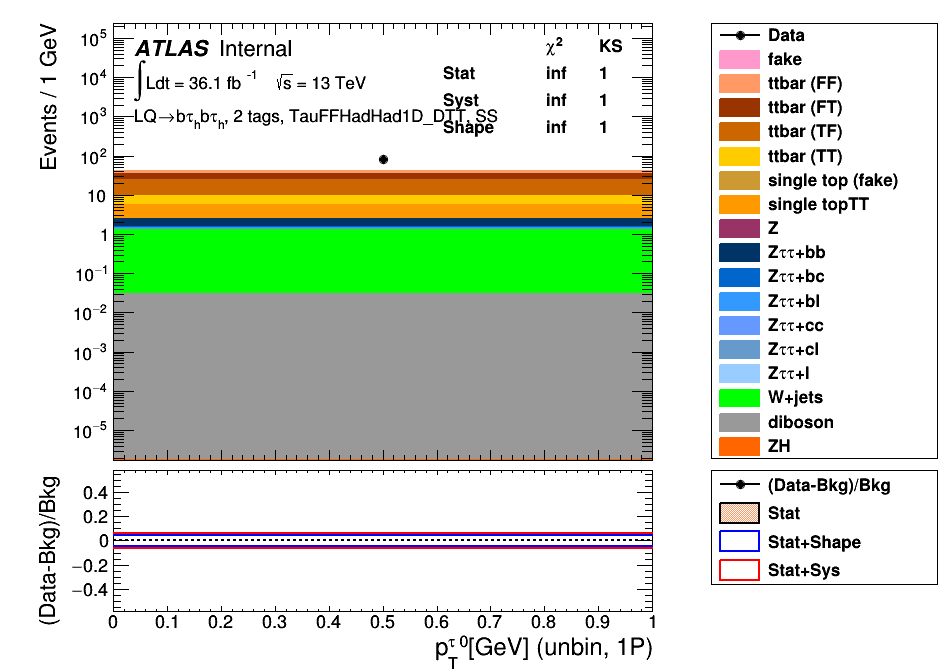 Events / 1 GeV
10⁵
10⁴
10³
10²
10
1
10⁻¹
10⁻²
10⁻³
10⁻⁴
10⁻⁵
ATLAS Internal
∫Ldt = 36.1 fb⁻¹ √s = 13 TeV
LQ→bτₕbτₕ, 2 tags, TauFFHadHad1D_DTT, SS
χ² KS
Stat inf 1
Syst inf 1
Shape inf 1
Data
fake
ttbar (FF)
ttbar (FT)
ttbar (TF)
ttbar (TT)
single top (fake)
single topTT
Z
Zττ+bb
Zττ+bc
Zττ+bl
Zττ+cc
Zττ+cl
Zττ+l
W+jets
diboson
ZH
(Data-Bkg)/Bkg
0.4
0.2
0
−0.2
−0.4
0 0.1 0.2 0.3 0.4 0.5 0.6 0.7 0.8 0.9 1
p_T^τ 0[GeV] (unbin, 1P)
(Data-Bkg)/Bkg
Stat
Stat+Shape
Stat+Sys